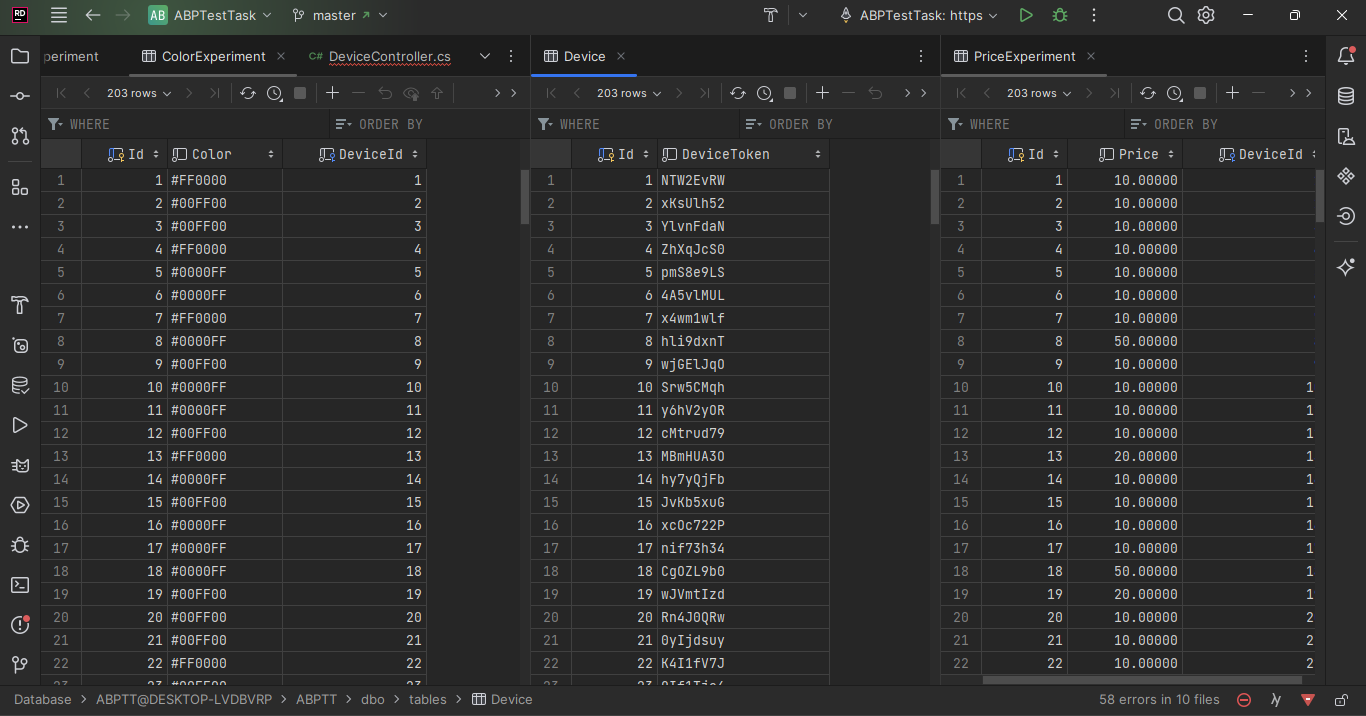 RD AB ABPTestTask master ABPTestTask: https
periment ColorExperiment C# DeviceController.cs Device PriceExperiment
203 rows 203 rows 203 rows
WHERE ORDER BY WHERE ORDER BY WHERE ORDER BY
Id Color DeviceId Id DeviceToken Id Price DeviceId
1 1 #FF0000 1 1 1 NTW2EvRW 1 1 10.00000
2 2 #00FF00 2 2 2 xKsUlh52 2 2 10.00000
3 3 #00FF00 3 3 3 YlvnFdaN 3 3 10.00000
4 4 #FF0000 4 4 4 ZhXqJcS0 4 4 10.00000
5 5 #0000FF 5 5 5 pmS8e9LS 5 5 10.00000
6 6 #0000FF 6 6 6 4A5vlMUL 6 6 10.00000
7 7 #FF0000 7 7 7 x4wm1wlf 7 7 10.00000
8 8 #0000FF 8 8 8 hli9dxnT 8 8 50.00000
9 9 #00FF00 9 9 9 wjGElJqO 9 9 10.00000
10 10 #0000FF 10 10 10 Srw5CMqh 10 10 10.00000 1
11 11 #0000FF 11 11 11 y6hV2yOR 11 11 10.00000 1
12 12 #00FF00 12 12 12 cMtrud79 12 12 10.00000 1
13 13 #FF0000 13 13 13 MBmHUA3O 13 13 20.00000 1
14 14 #0000FF 14 14 14 hy7yQjFb 14 14 10.00000 1
15 15 #00FF00 15 15 15 JvKb5xuG 15 15 10.00000 1
16 16 #0000FF 16 16 16 xcOc722P 16 16 10.00000 1
17 17 #0000FF 17 17 17 nif73h34 17 17 10.00000 1
18 18 #0000FF 18 18 18 CgOZL9b0 18 18 50.00000 1
19 19 #00FF00 19 19 19 wJVmtIzd 19 19 20.00000 1
20 20 #00FF00 20 20 20 Rn4J0QRw 20 20 10.00000 2
21 21 #00FF00 21 21 21 0yIjdsuy 21 21 10.00000 2
22 22 #FF0000 22 22 22 K4I1fV7J 22 22 10.00000 2
Database ABPTT@DESKTOP-LVDBVRP ABPTT dbo tables Device 58 errors in 10 files